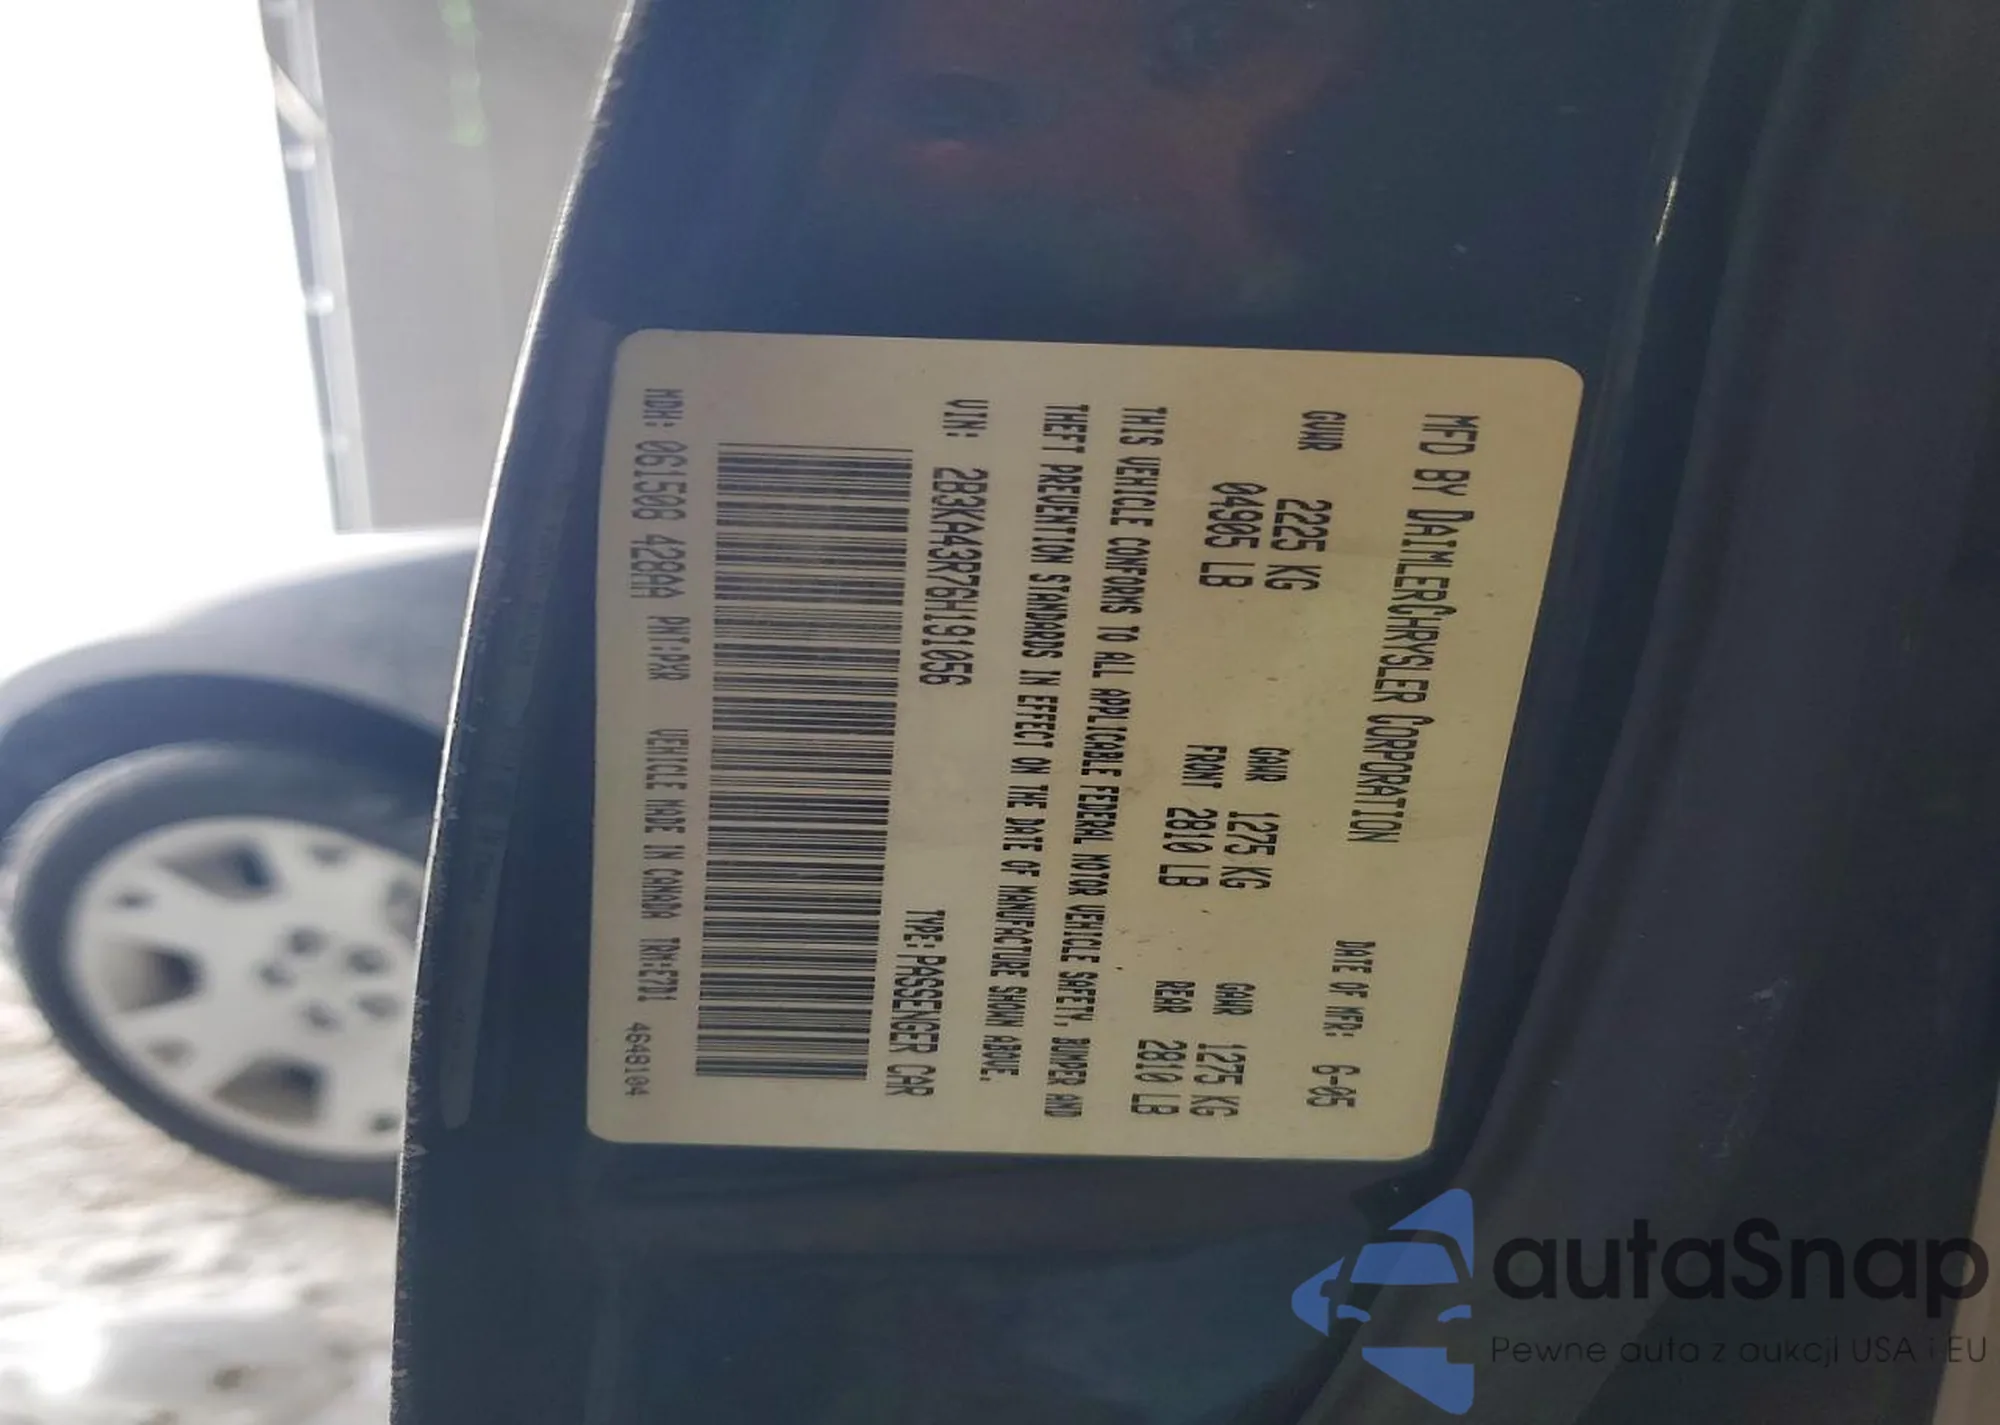 MFD BY DAIMLERCHRYSLER CORPORATION DATE OF MFR: 6-05
GVWR 2225 KG GAWR 1275 KG GAWR 1275 KG
04905 LB FRONT 2810 LB REAR 2810 LB
THIS VEHICLE CONFORMS TO ALL APPLICABLE FEDERAL MOTOR VEHICLE SAFETY, BUMPER AND
THEFT PREVENTION STANDARDS IN EFFECT ON THE DATE OF MANUFACTURE SHOWN ABOVE.
VIN: 2B3KA43R76H191056 TYPE: PASSENGER CAR
MDH: 061508 428AA PNT:PXR VEHICLE MADE IN CANADA TRM:E7D1 4648104
autaSnap
Pewne auta z aukcji USA i EU